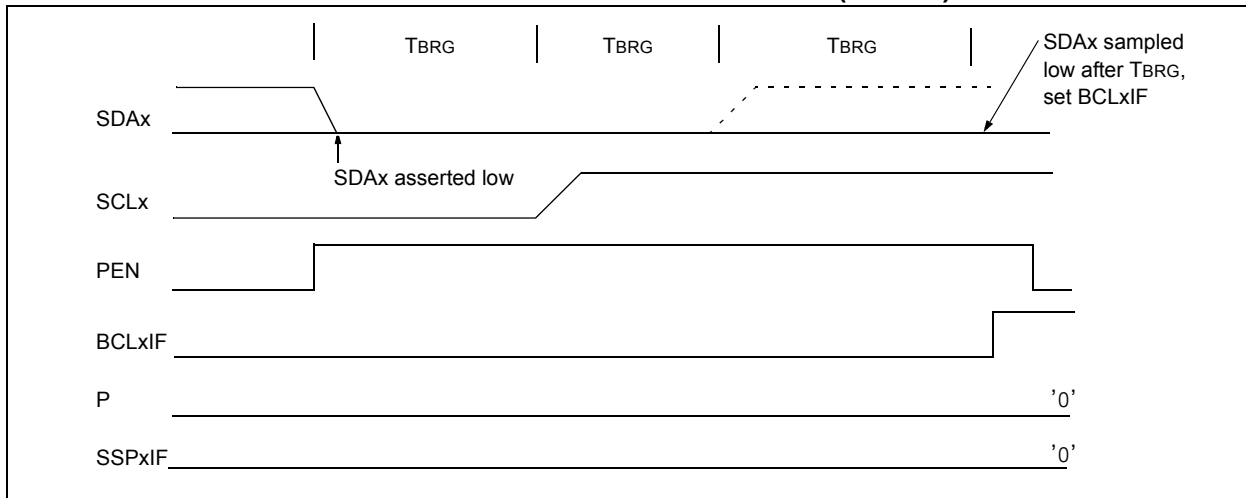 TBRG TBRG TBRG
SDAx sampled
low after TBRG,
set BCLxIF
SDAx
SDAx asserted low
SCLx
PEN
BCLxIF
P '0'
SSPxIF '0'